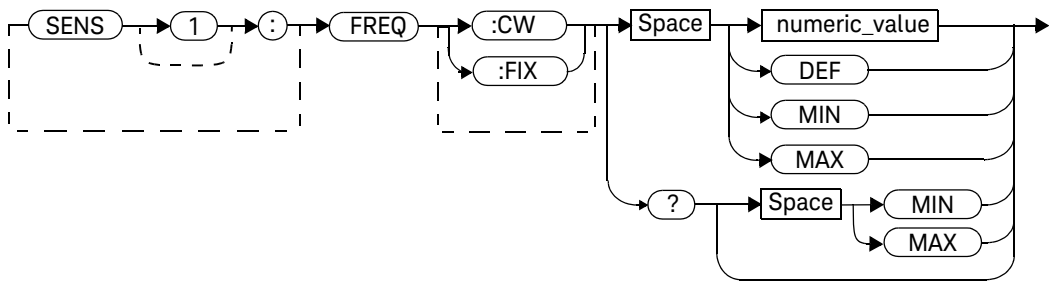 SENS 1 : FREQ :CW Space numeric_value
:FIX DEF
MIN
MAX
? Space MIN
MAX